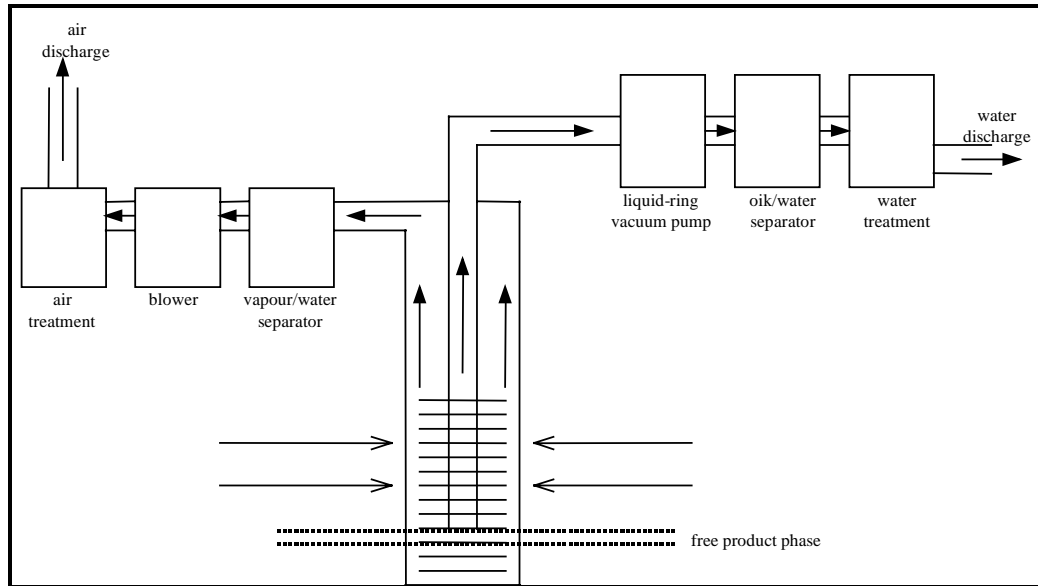 air
discharge
water
discharge
liquid-ring
vacuum pump
oik/water
separator
water
treatment
air
treatment
blower
vapour/water
separator
free product phase